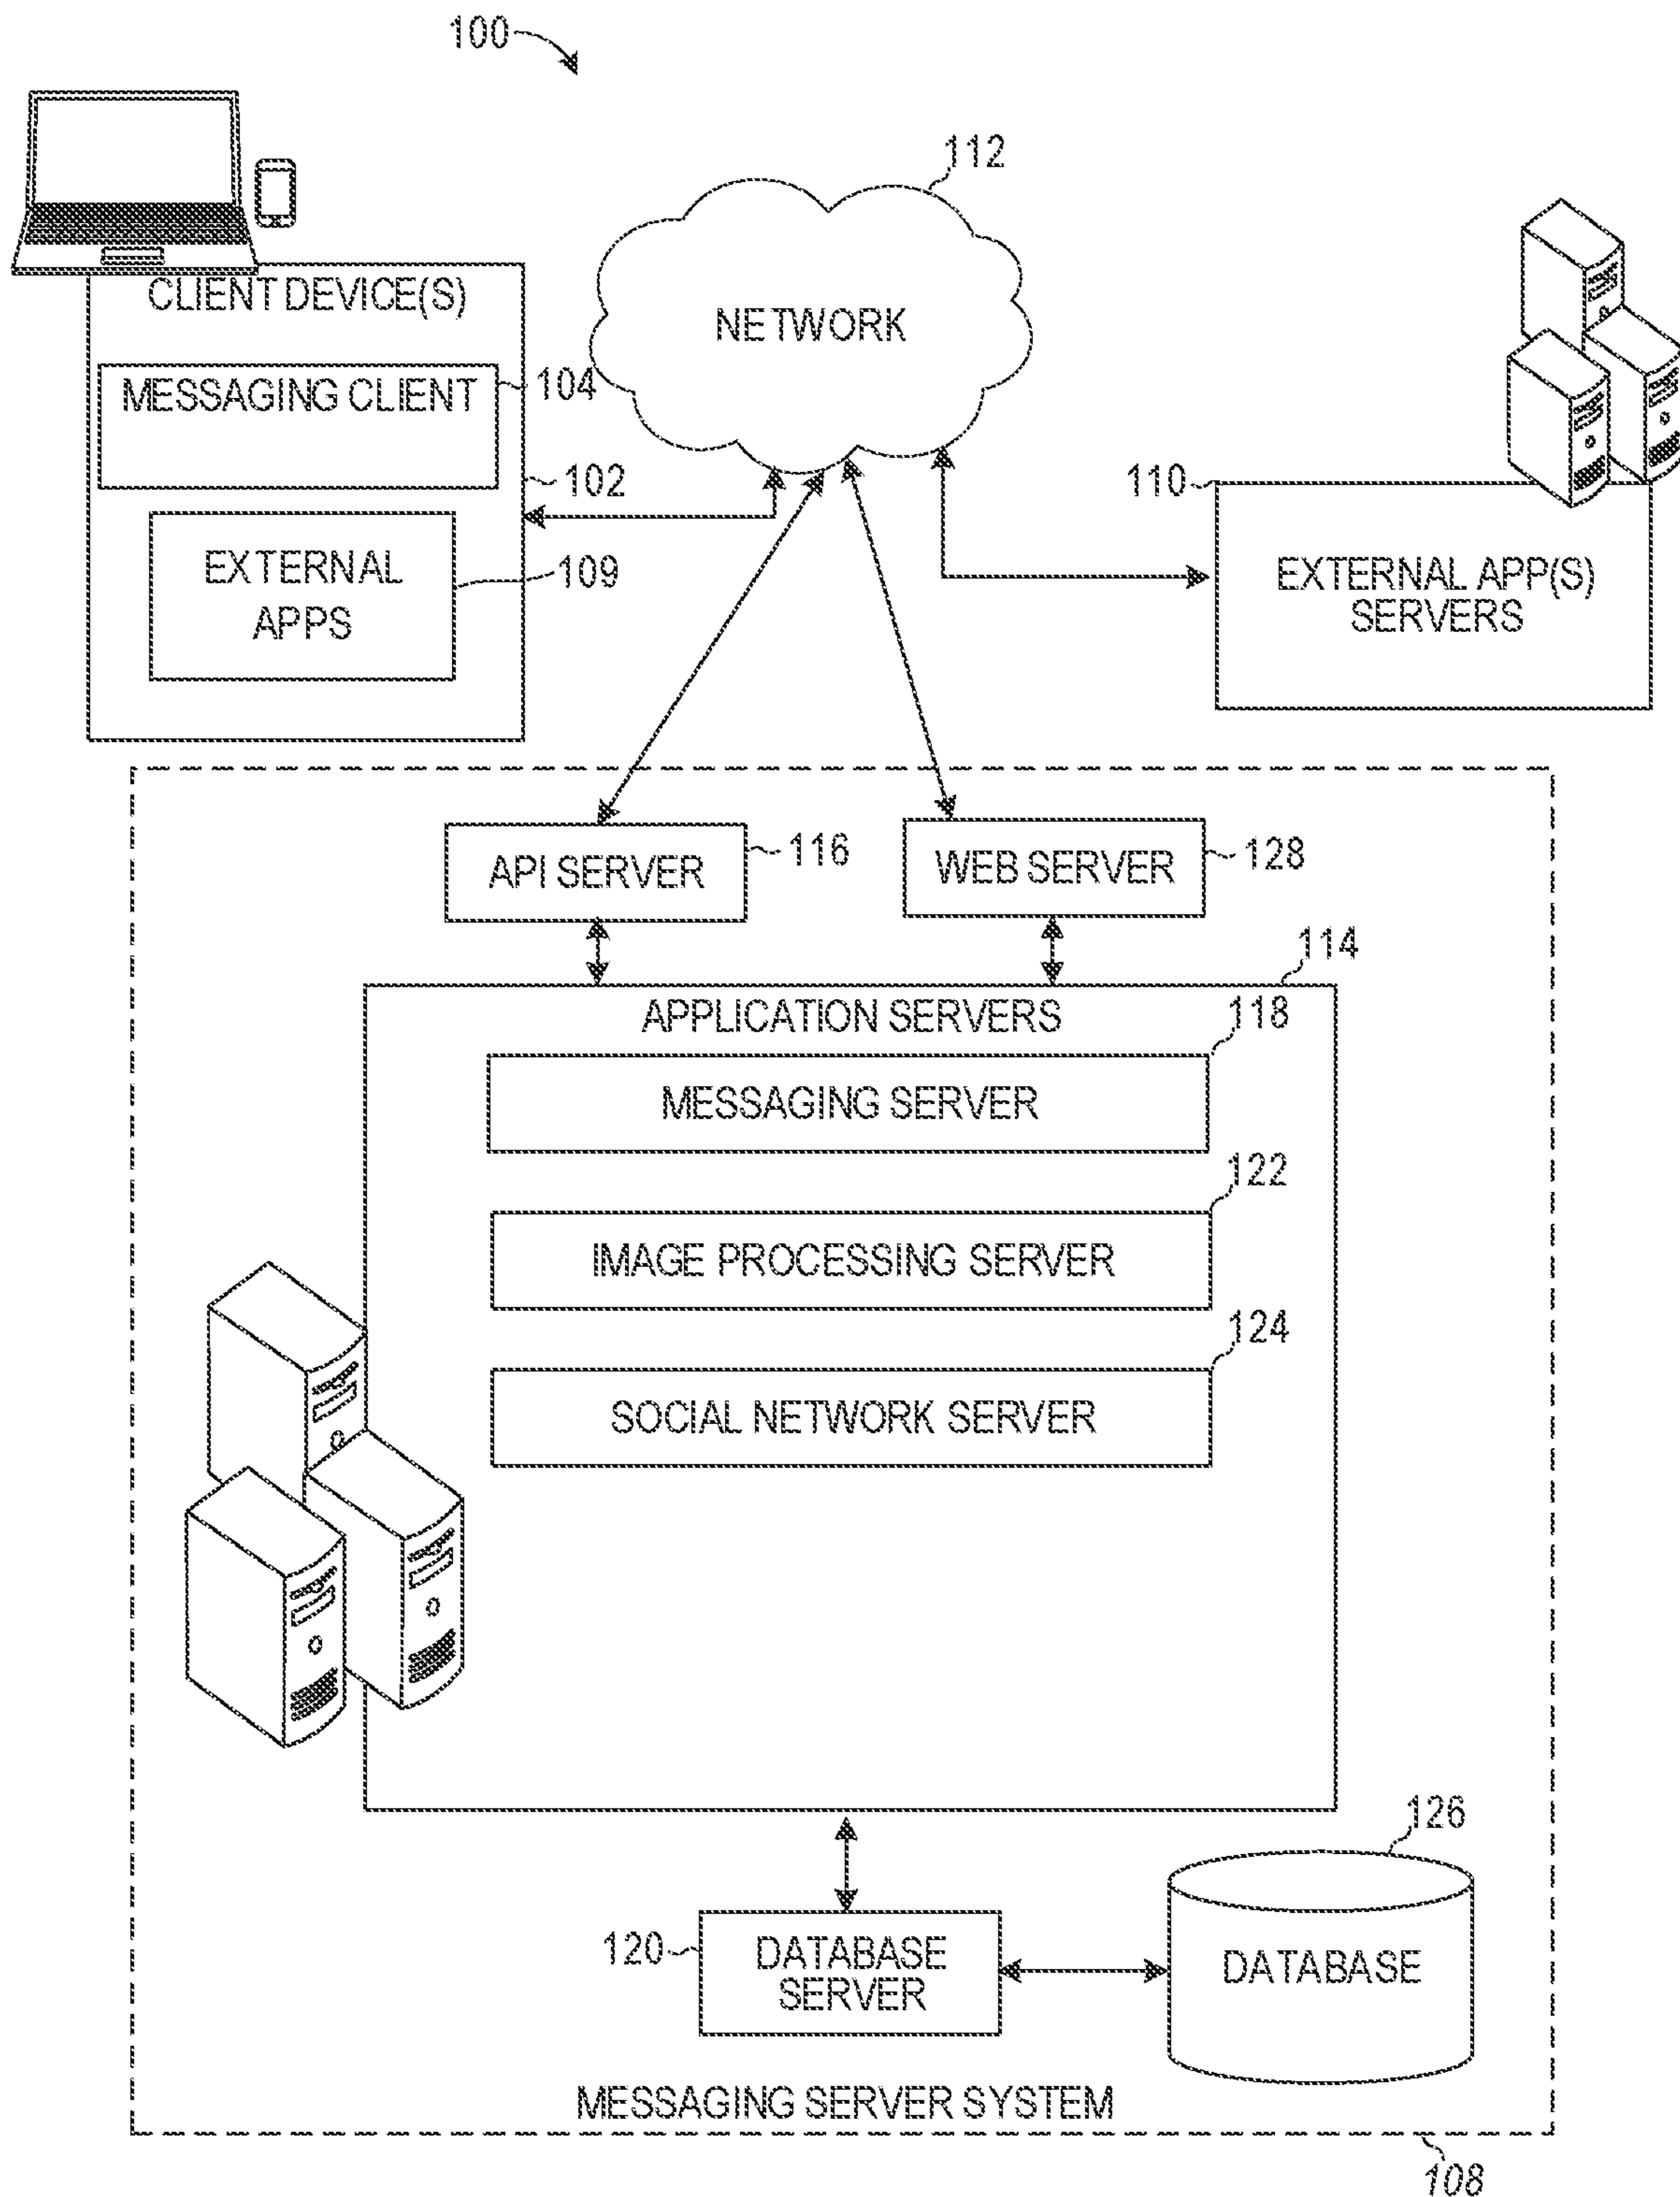 100
112
CLIENT DEVICE(S)
NETWORK
MESSAGING CLIENT
104
102
110
EXTERNAL
APPS
109
EXTERNAL APP(S)
SERVERS
API SERVER
116
WEB SERVER
128
114
APPLICATION SERVERS
118
MESSAGING SERVER
122
IMAGE PROCESSING SERVER
124
SOCIAL NETWORK SERVER
126
120
DATABASE
SERVER
DATABASE
MESSAGING SERVER SYSTEM
108